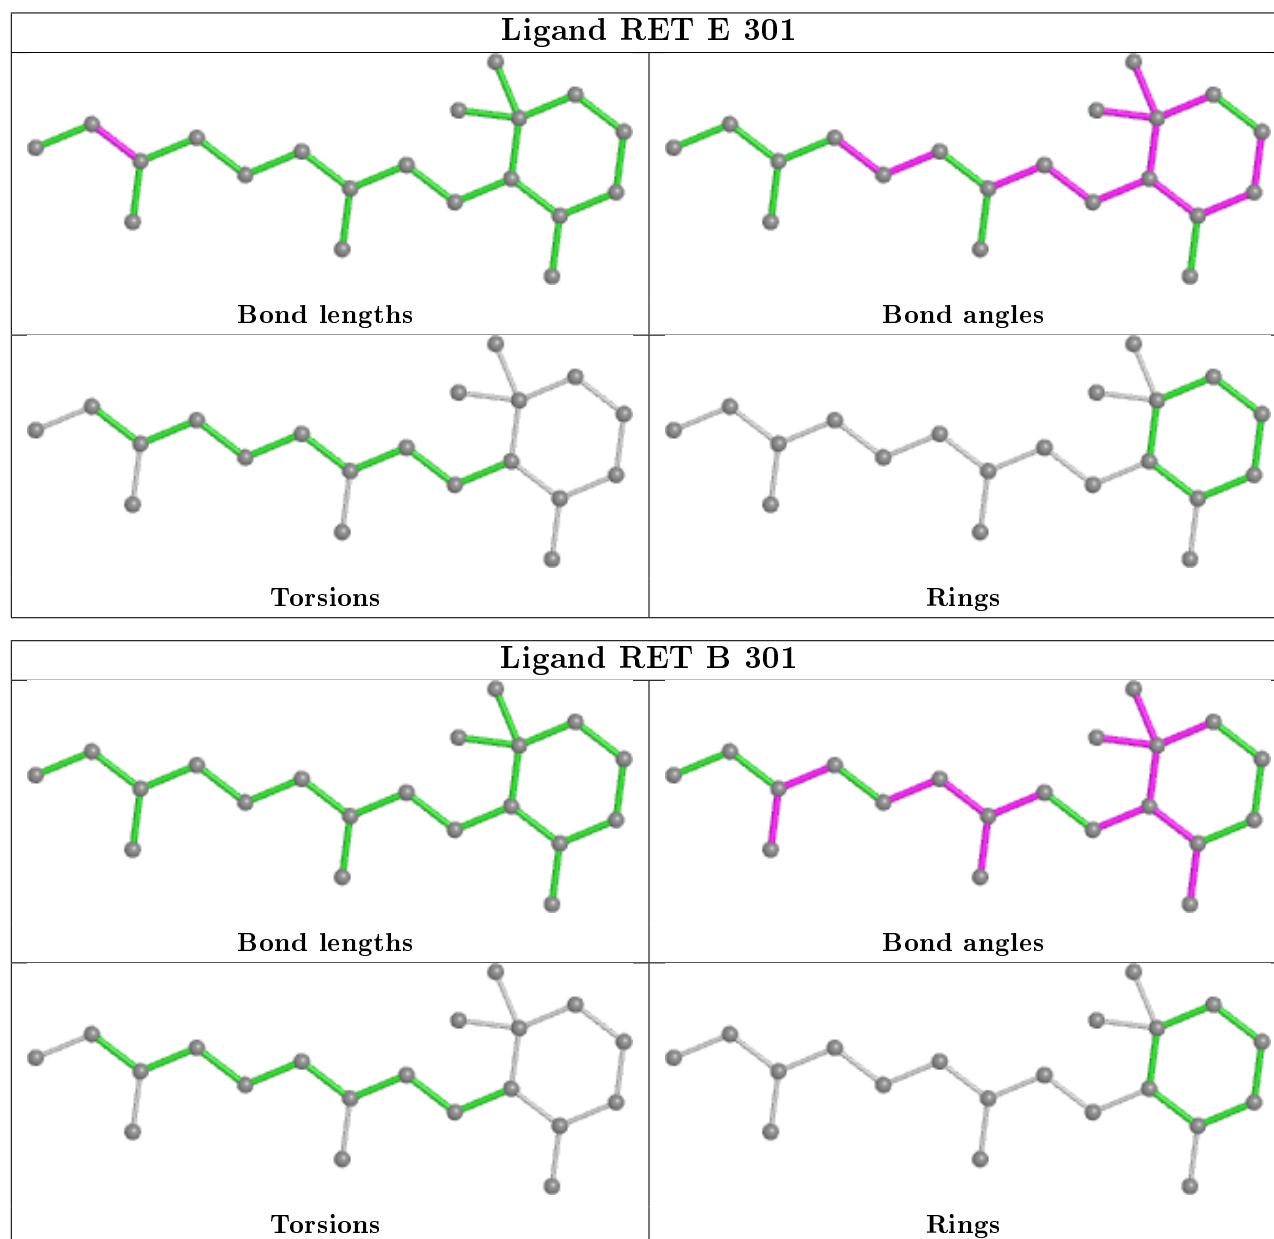 Ligand RET E 301
Bond lengths
Bond angles
Torsions
Rings
Ligand RET B 301
Bond lengths
Bond angles
Torsions
Rings